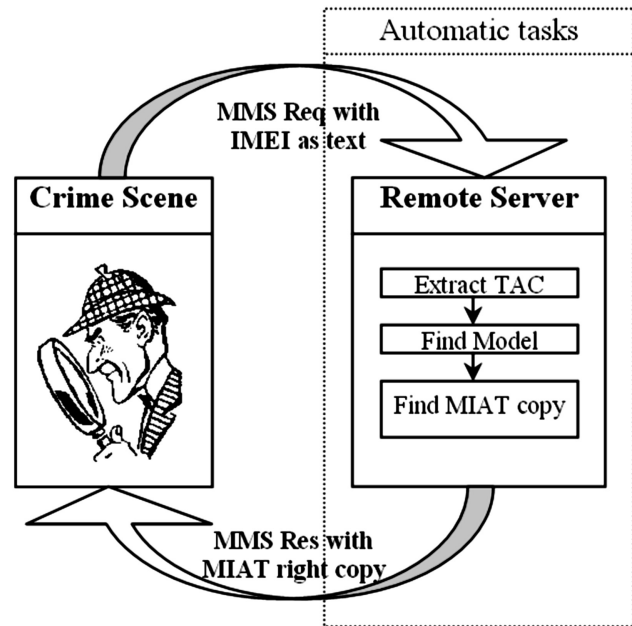 Automatic tasks
MMS Req with
IMEI as text
Crime Scene
Remote Server
Extract TAC
Find Model
Find MIAT copy
MMS Res with
MIAT right copy